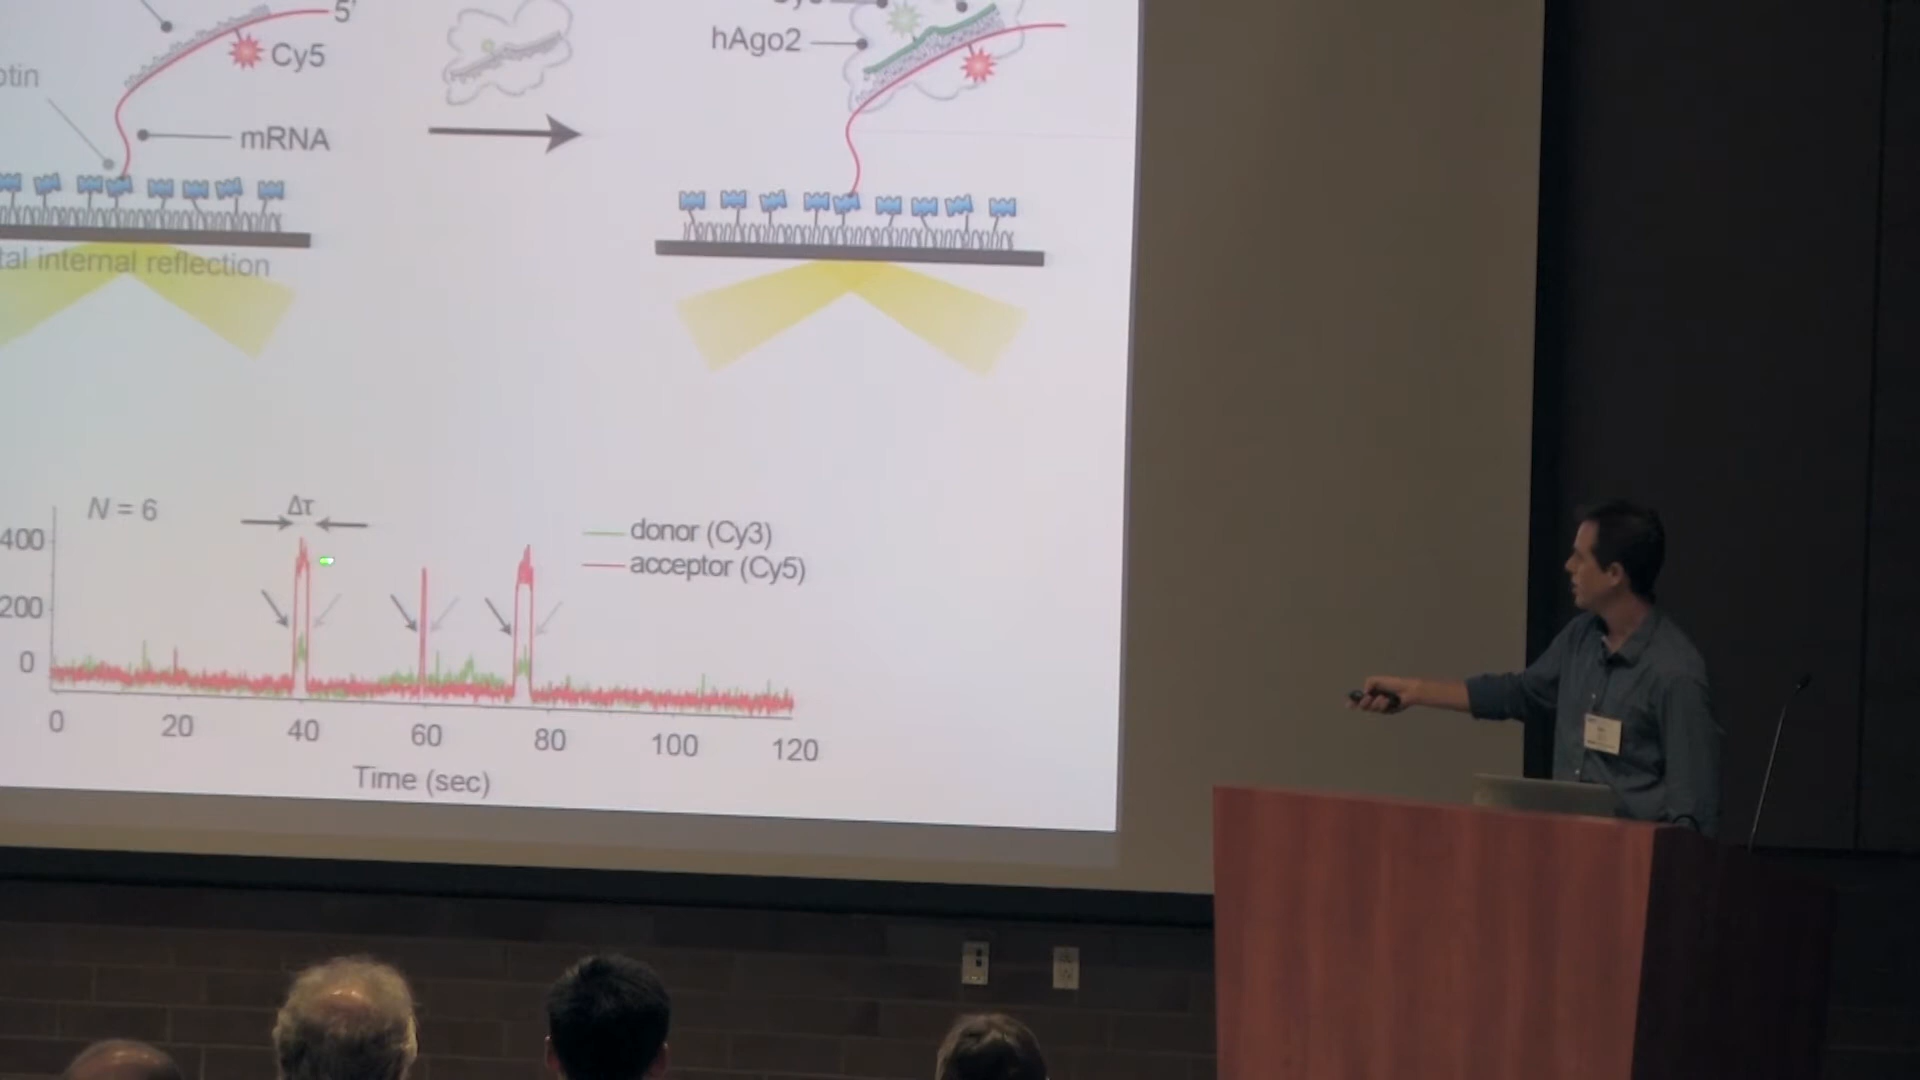 5'
Cy5
hAgo2
mRNA
tal internal reflection
N = 6
Δτ
donor (Cy3)
acceptor (Cy5)
400
200
0
0 20 40 60 80 100 120
Time (sec)